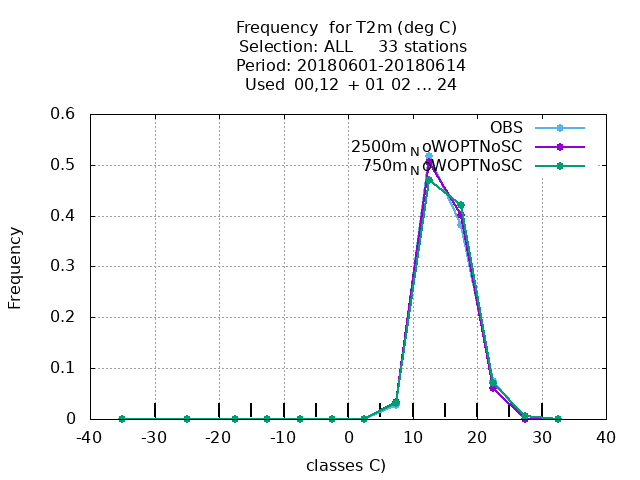 Frequency  for T2m (deg C)
Selection: ALL     33 stations
Period: 20180601-20180614
Used  00,12  + 01 02 ... 24
OBS
2500m_NoWOPTNoSC
750m_NoWOPTNoSC
0.6
0.5
0.4
0.3
0.2
0.1
0
Frequency
-40 -30 -20 -10 0 10 20 30 40
classes C)